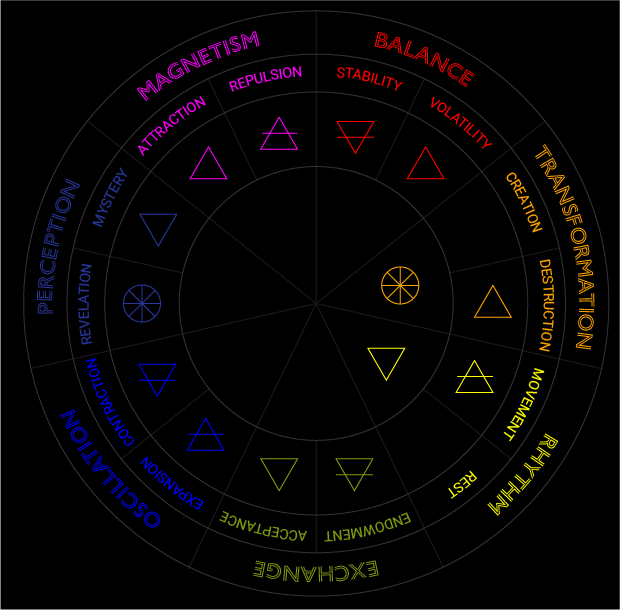 MAGNETISM
BALANCE
REPULSION
STABILITY
ATTRACTION
VOLATILITY
TRANSFORMATION
CREATION
DESTRUCTION
MOVEMENT
RHYTHM
REST
ENDOWMENT
EXCHANGE
ACCEPTANCE
EXPANSION
OSCILLATION
CONTRACTION
REVELATION
PERCEPTION
MYSTERY